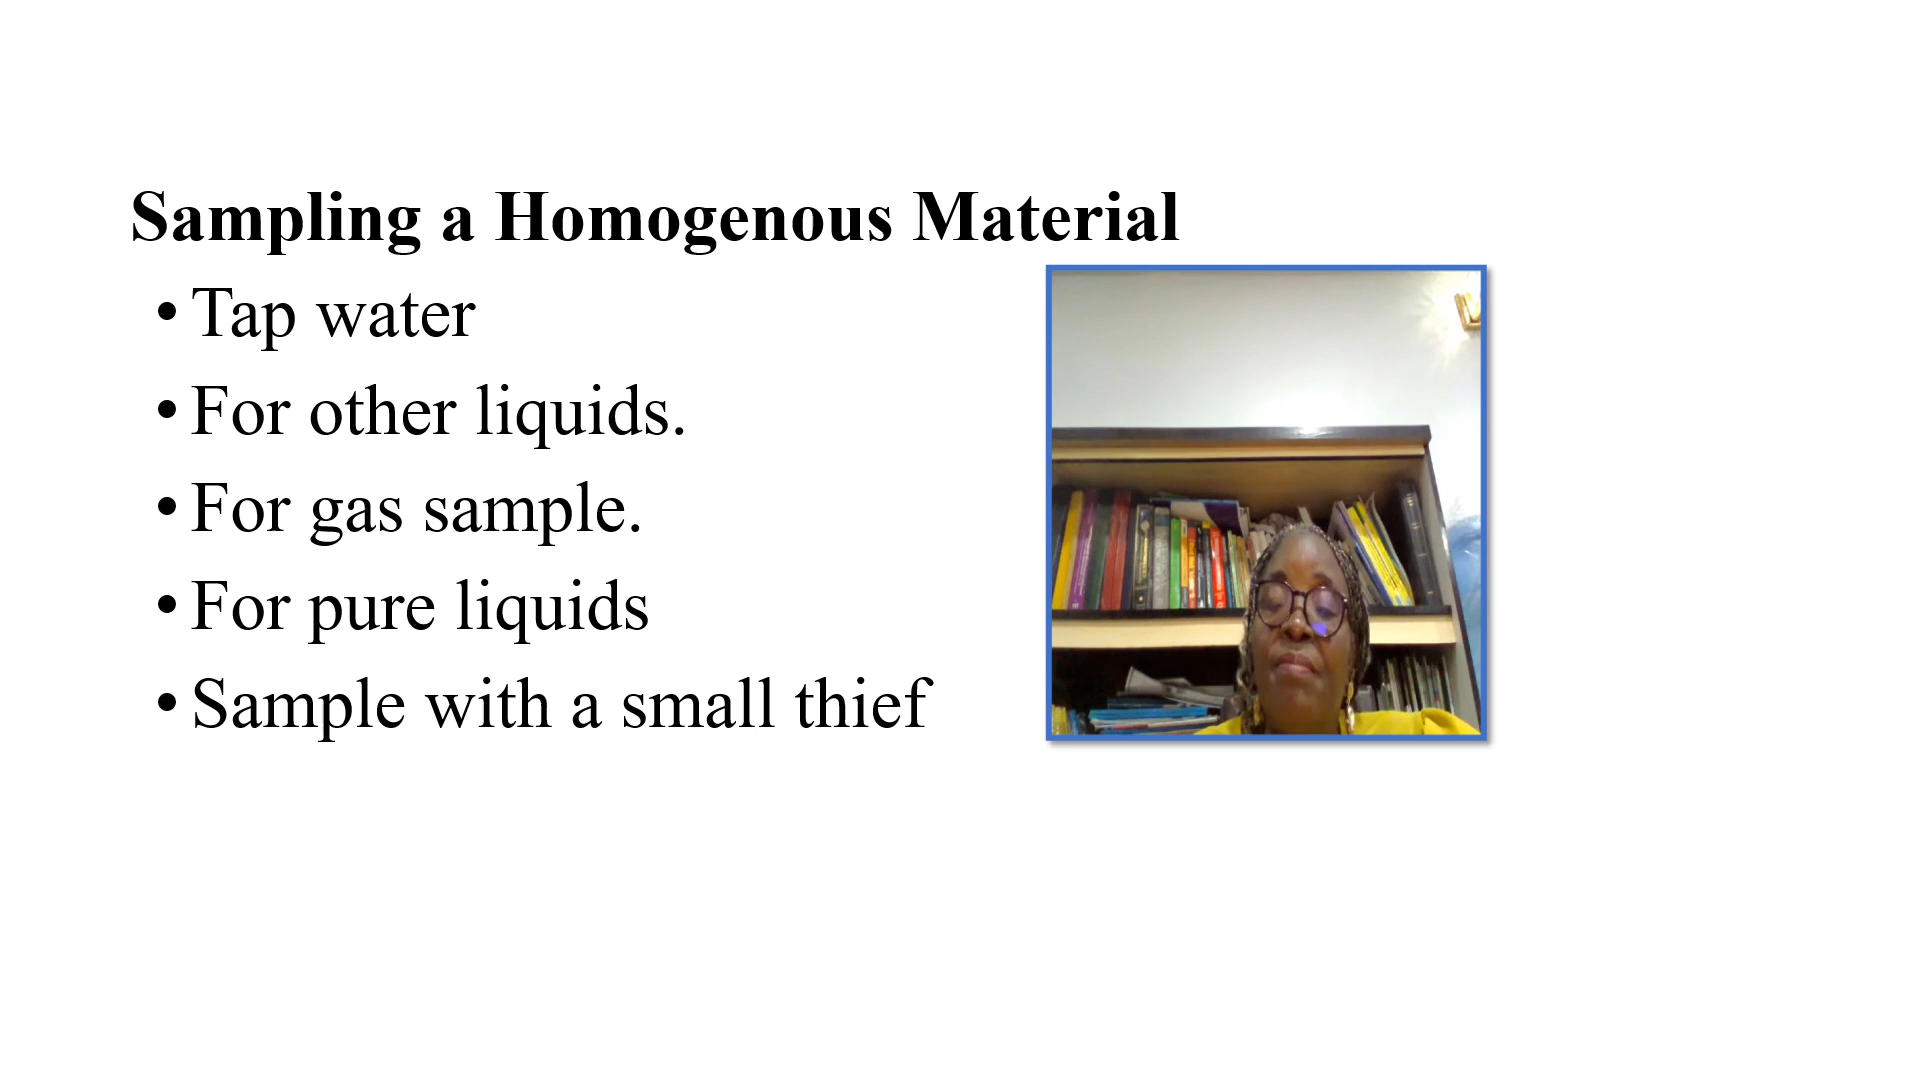 Sampling a Homogenous Material
• Tap water
• For other liquids.
• For gas sample.
• For pure liquids
• Sample with a small thief